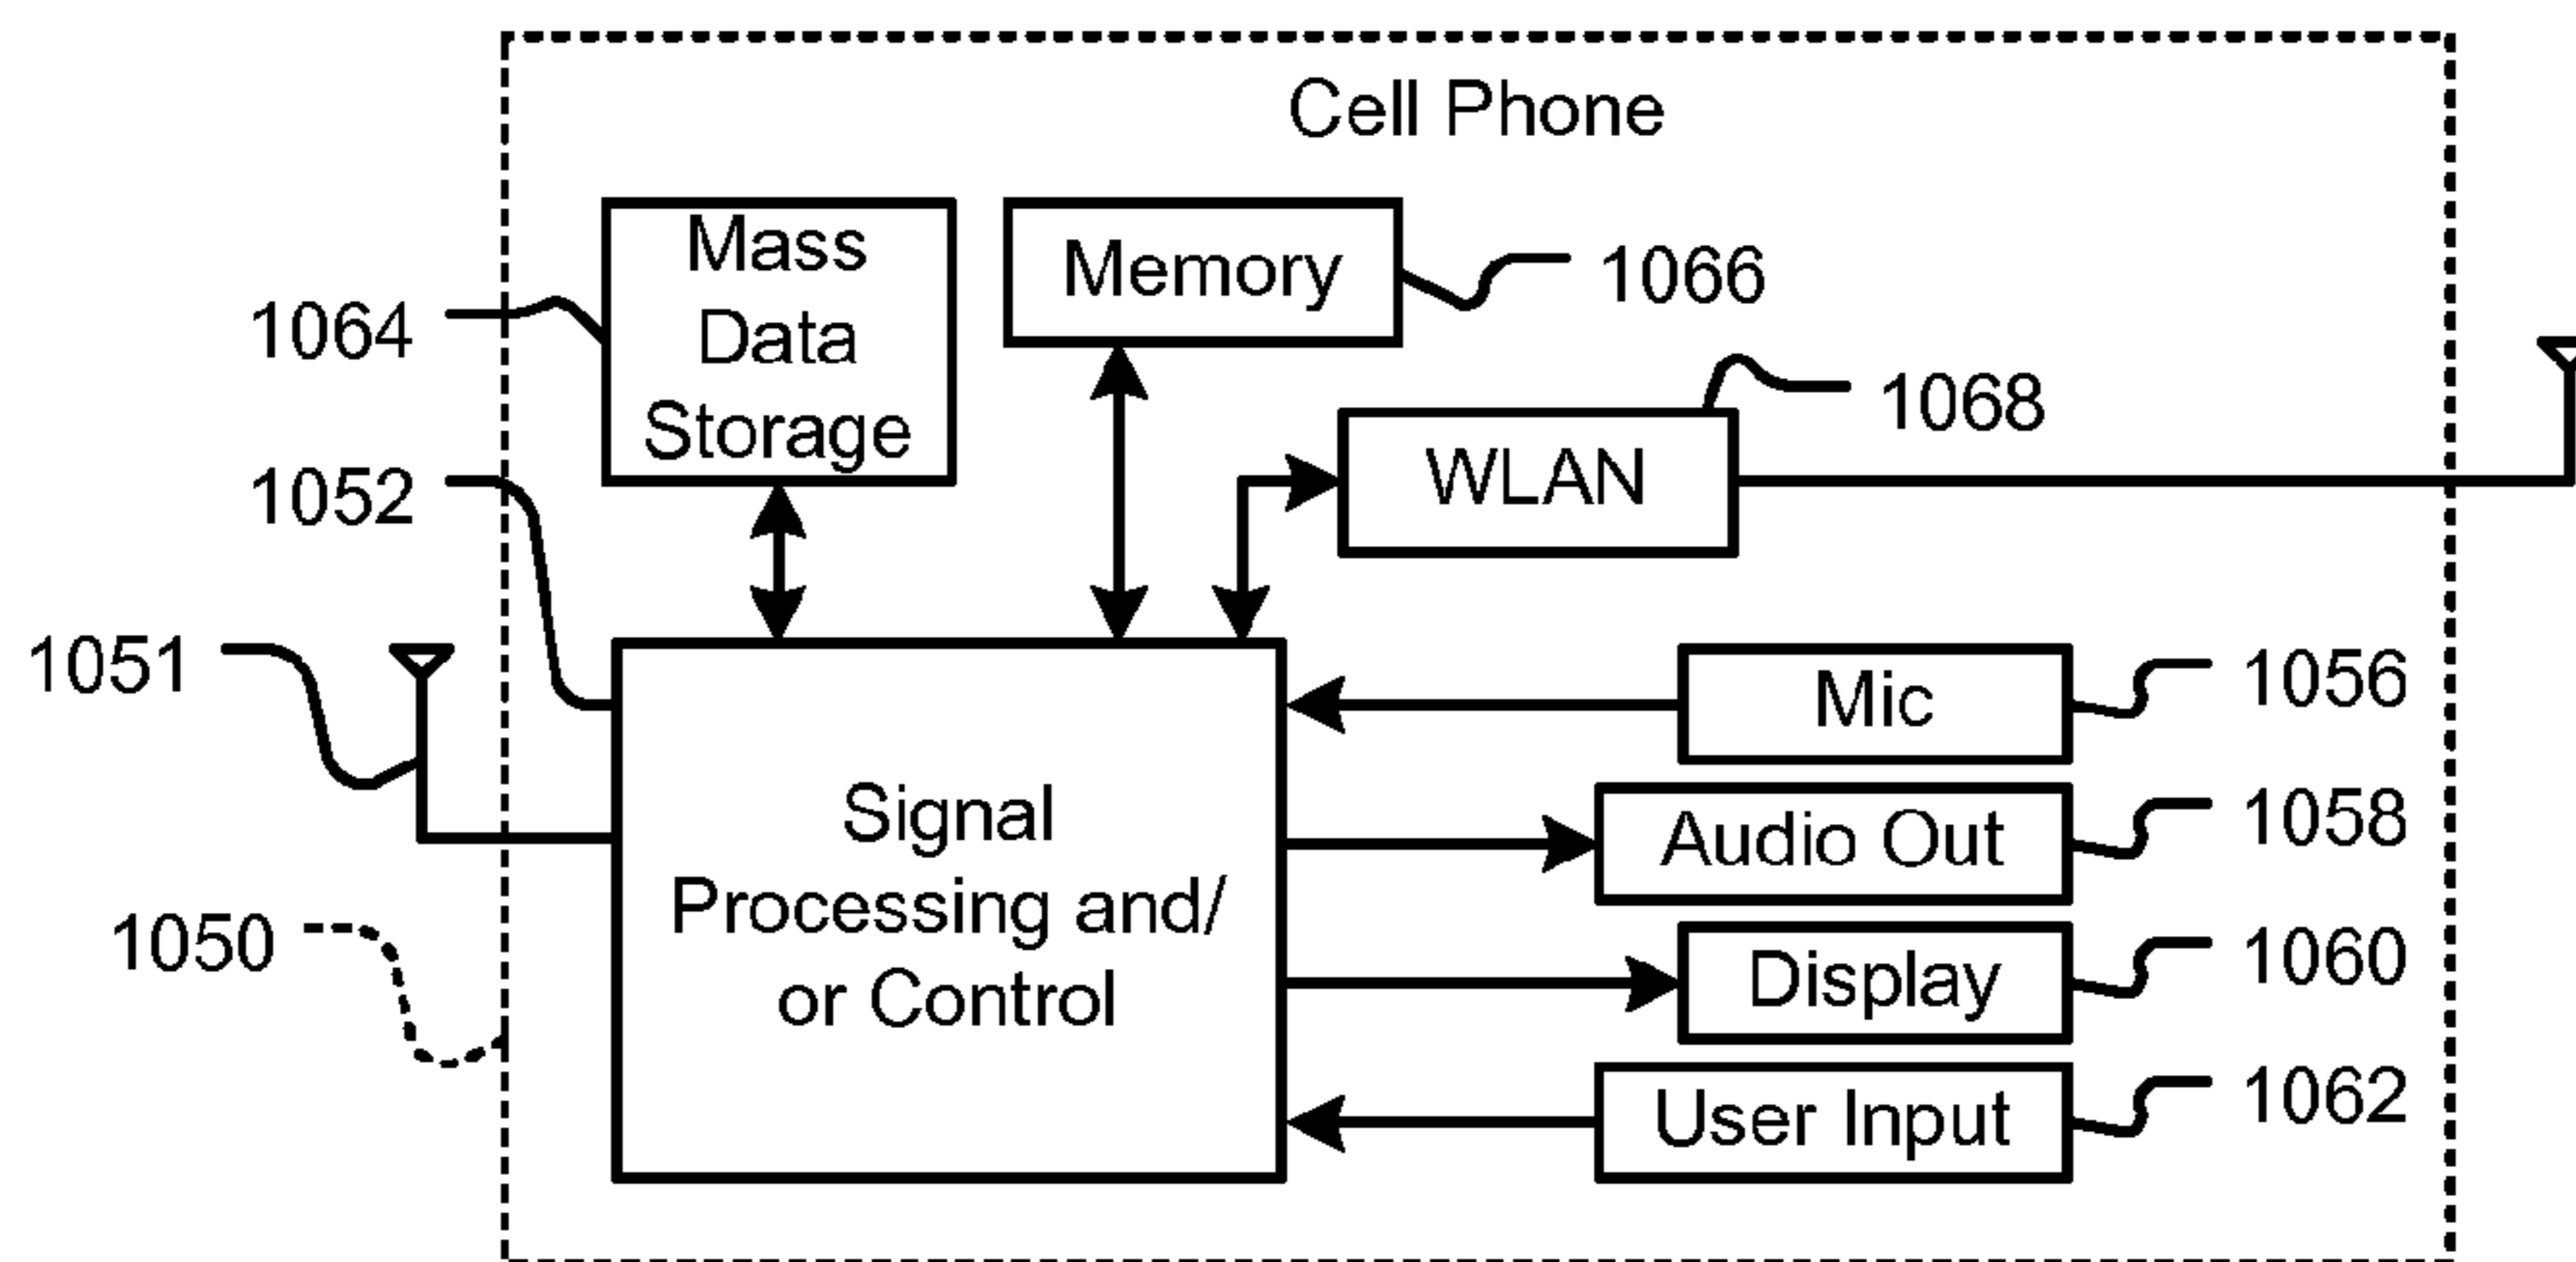 Cell Phone
Mass
Data
Storage
Memory
1066
1064
1068
WLAN
1052
1051
Mic
1056
Signal
Processing and/
or Control
Audio Out
1058
1050
Display
1060
User Input
1062